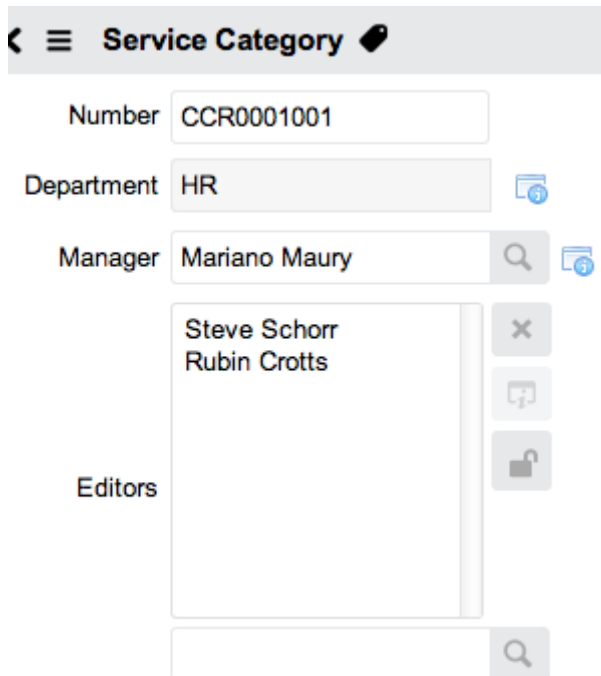 Service Category
Number CCR0001001
Department HR
Manager Mariano Maury
Steve Schorr
Rubin Crotts
Editors